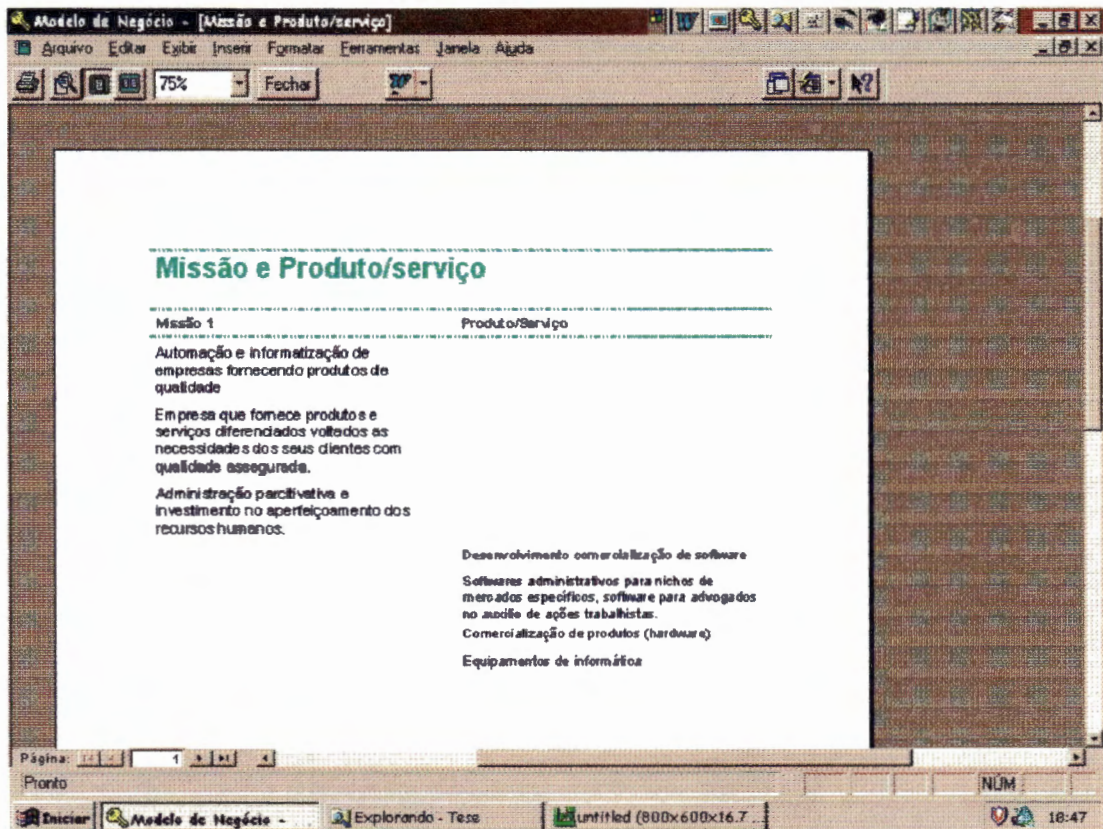 Modelo de Negócio - [Missão e Produto/serviço]
Arquivo Editar Exibir Inserir Formatar Ferramentas Janela Ajuda
75% Fechar
Missão e Produto/serviço
Missão 1 Produto/Serviço
Automação e informatização de
empresas fornecendo produtos de
qualidade
Empresa que fornece produtos e
serviços diferenciados voltados as
necessidades dos seus clientes com
qualidade assegurada.
Administração parcitivativa e
investimento no aperfeiçoamento dos
recursos humanos.
Desenvolvimento comercialização de software
Softwares administrativos para nichos de
mercados específicos, software para advogados
no auxílio de ações trabalhistas.
Comercialização de produtos (hardware)
Equipamentos de informática
Página: 1
Pronto NUM
Iniciar Modelo de Negócio - Explorando - Tese untitled (800x600x16.7 ... 18:47